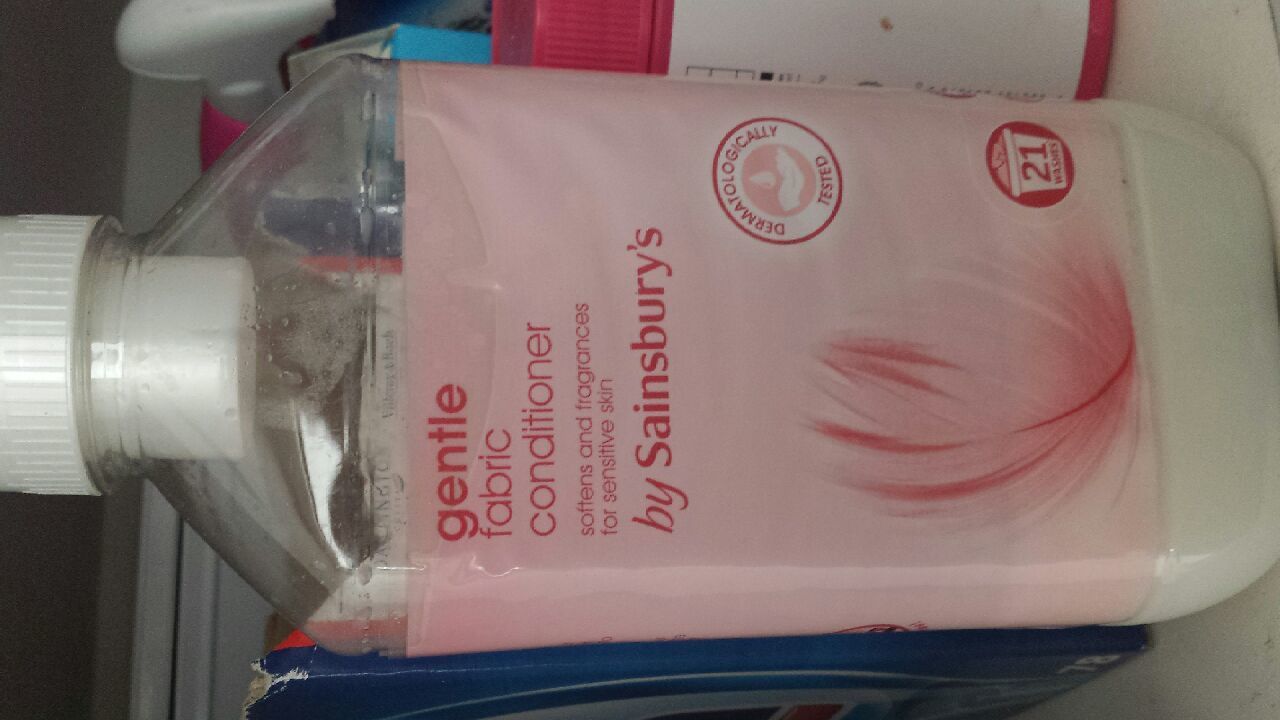 gentle
fabric
conditioner
softens and fragrances
for sensitive skin
by Sainsbury's
DERMATOLOGICALLY
TESTED
21
WASHES